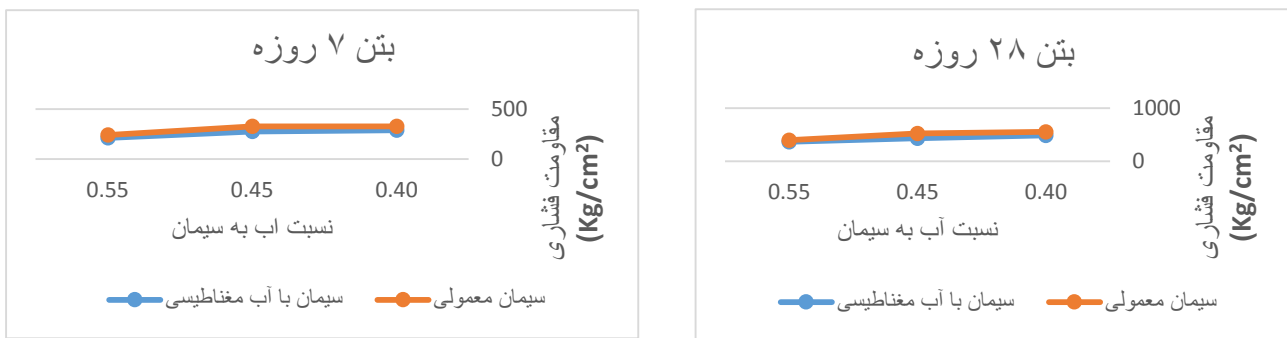 بتن ۲۸ روزه
1000
0
مقاومت فشاری
(Kg/cm²)
0.40
0.45
0.55
نسبت آب به سیمان
سیمان معمولی
سیمان با آب مغناطیسی
بتن ۷ روزه
500
0
مقاومت فشاری
(Kg/cm²)
0.40
0.45
0.55
نسبت اب به سیمان
سیمان معمولی
سیمان با آب مغناطیسی